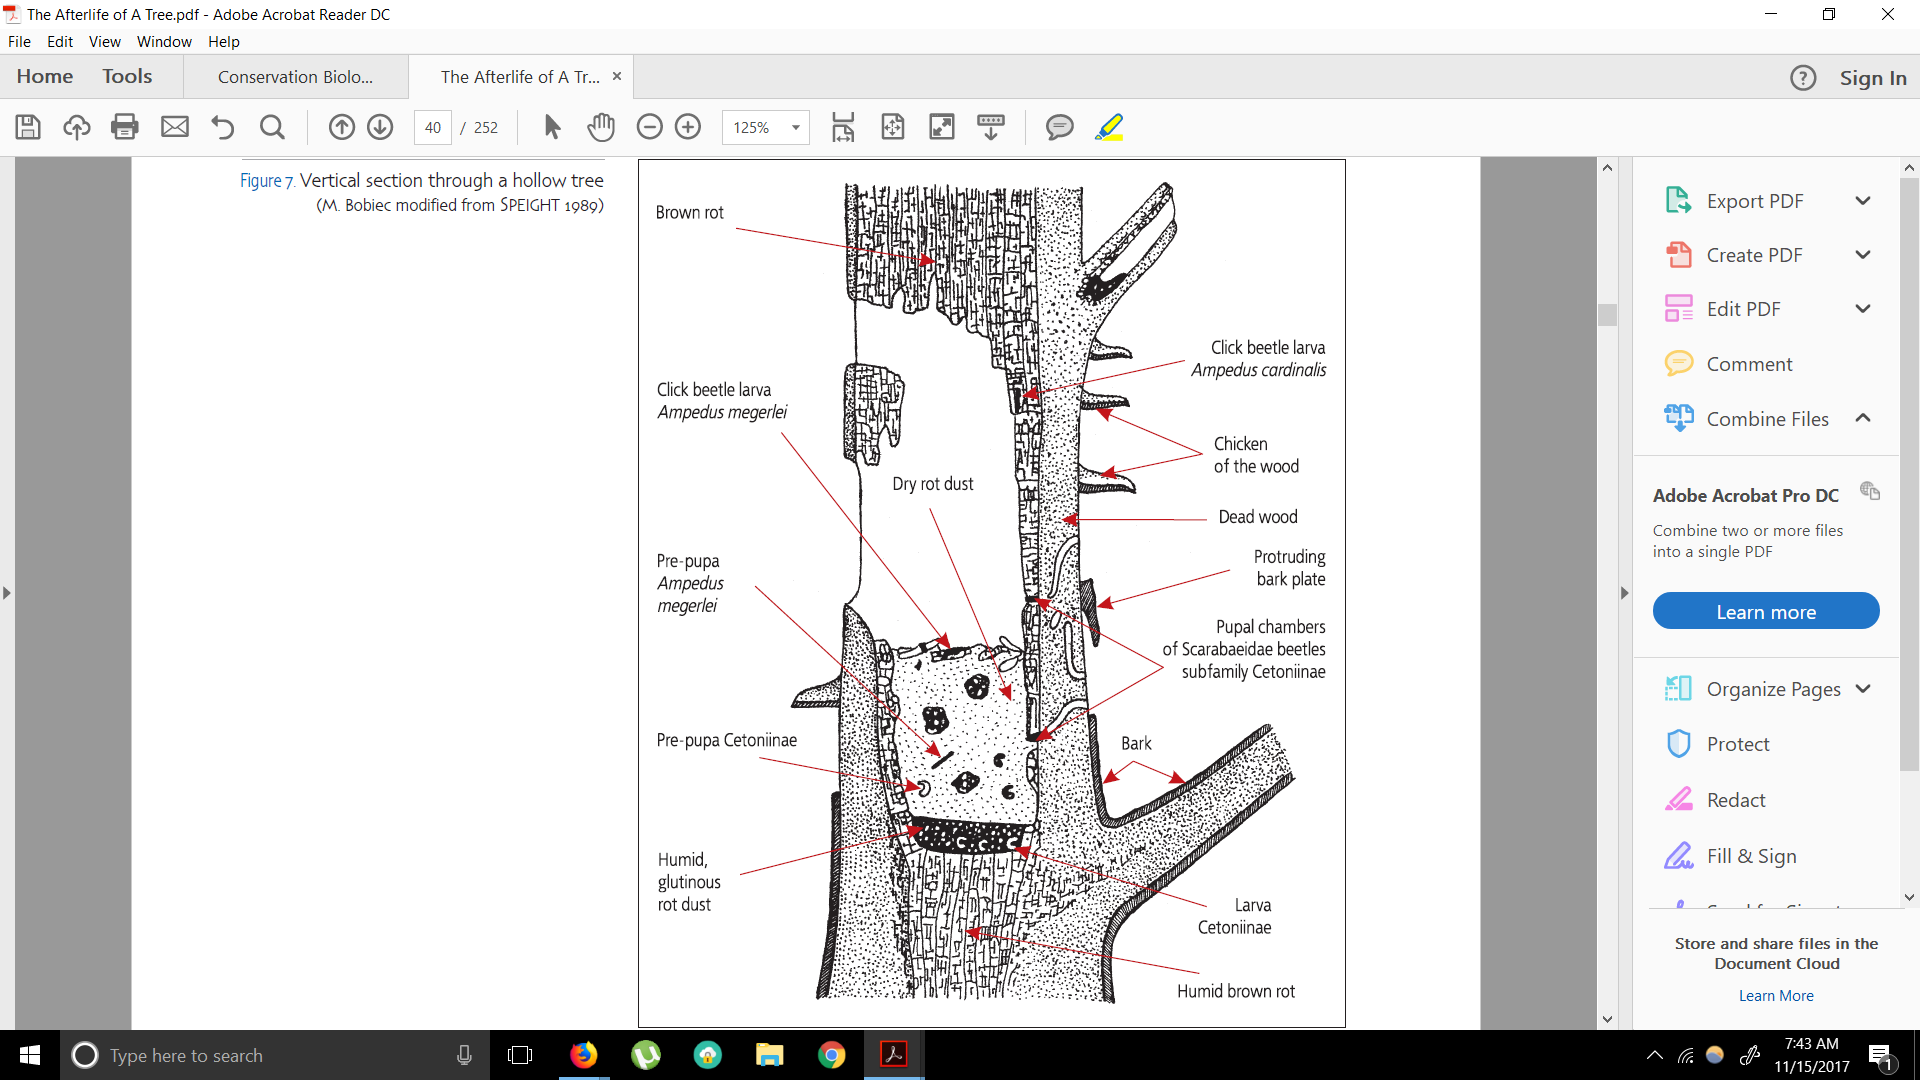 The Afterlife of A Tree.pdf - Adobe Acrobat Reader DC
File Edit View Window Help
Home Tools Conservation Biolo... The Afterlife of A Tr... ×
? Sign In
40 / 252 125%
Figure 7. Vertical section through a hollow tree
(M. Bobiec modified from SPEIGHT 1989)
Brown rot
Click beetle larva
Ampedus cardinalis
Click beetle larva
Ampedus megerlei
Chicken
of the wood
Dry rot dust
Dead wood
Protruding
bark plate
Pre-pupa
Ampedus
megerlei
Pupal chambers
of Scarabaeidae beetles
subfamily Cetoniinae
Pre-pupa Cetoniinae
Bark
Humid,
glutinous
rot dust
Larva
Cetoniinae
Humid brown rot
Export PDF
Create PDF
Edit PDF
Comment
Combine Files
Adobe Acrobat Pro DC
Combine two or more files
into a single PDF
Learn more
Organize Pages
Protect
Redact
Fill & Sign
Store and share files in the
Document Cloud
Learn More
Type here to search
7:43 AM
11/15/2017
1